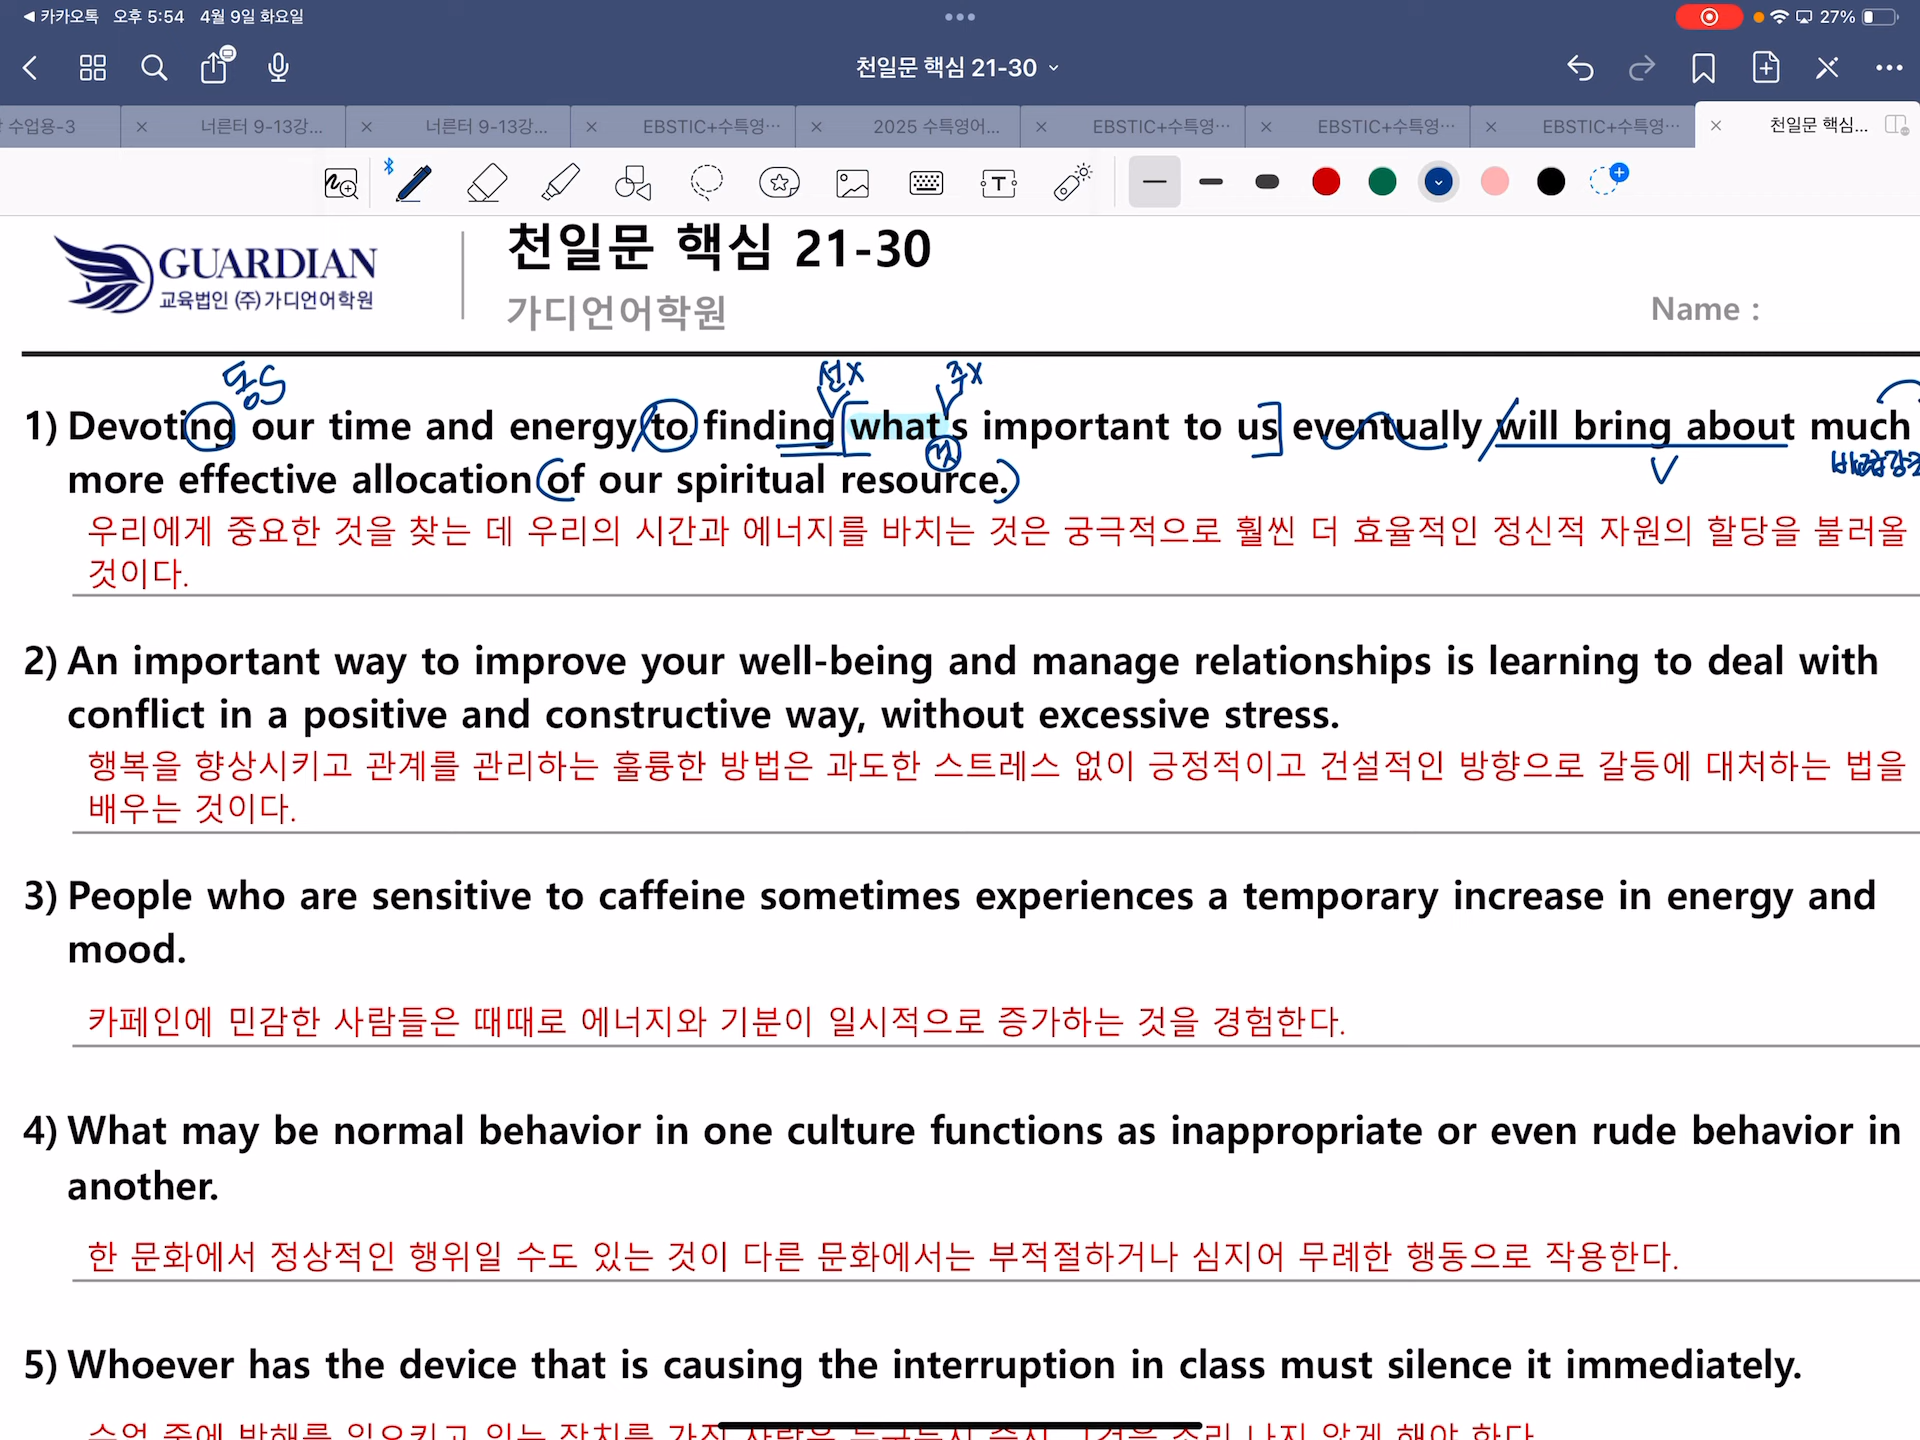 카카오톡 오후 5:54 4월 9일 화요일 27%
천일문 핵심 21-30
수업용-3 너른터 9-13강... 너른터 9-13강... EBSTIC+수특영... 2025 수특영어... EBSTIC+수특영... EBSTIC+수특영... EBSTIC+수특영... 천일문 핵심...
GUARDIAN
교육법인 (주)가디언어학원
천일문 핵심 21-30
가디언어학원
Name :
동S 선X 주X
1) Devoting our time and energy to finding what's important to us eventually will bring about much
것 V
more effective allocation of our spiritual resource.
우리에게 중요한 것을 찾는 데 우리의 시간과 에너지를 바치는 것은 궁극적으로 훨씬 더 효율적인 정신적 자원의 할당을 불러올
것이다.
2) An important way to improve your well-being and manage relationships is learning to deal with
conflict in a positive and constructive way, without excessive stress.
행복을 향상시키고 관계를 관리하는 훌륭한 방법은 과도한 스트레스 없이 긍정적이고 건설적인 방향으로 갈등에 대처하는 법을
배우는 것이다.
3) People who are sensitive to caffeine sometimes experiences a temporary increase in energy and
mood.
카페인에 민감한 사람들은 때때로 에너지와 기분이 일시적으로 증가하는 것을 경험한다.
4) What may be normal behavior in one culture functions as inappropriate or even rude behavior in
another.
한 문화에서 정상적인 행위일 수도 있는 것이 다른 문화에서는 부적절하거나 심지어 무례한 행동으로 작용한다.
5) Whoever has the device that is causing the interruption in class must silence it immediately.